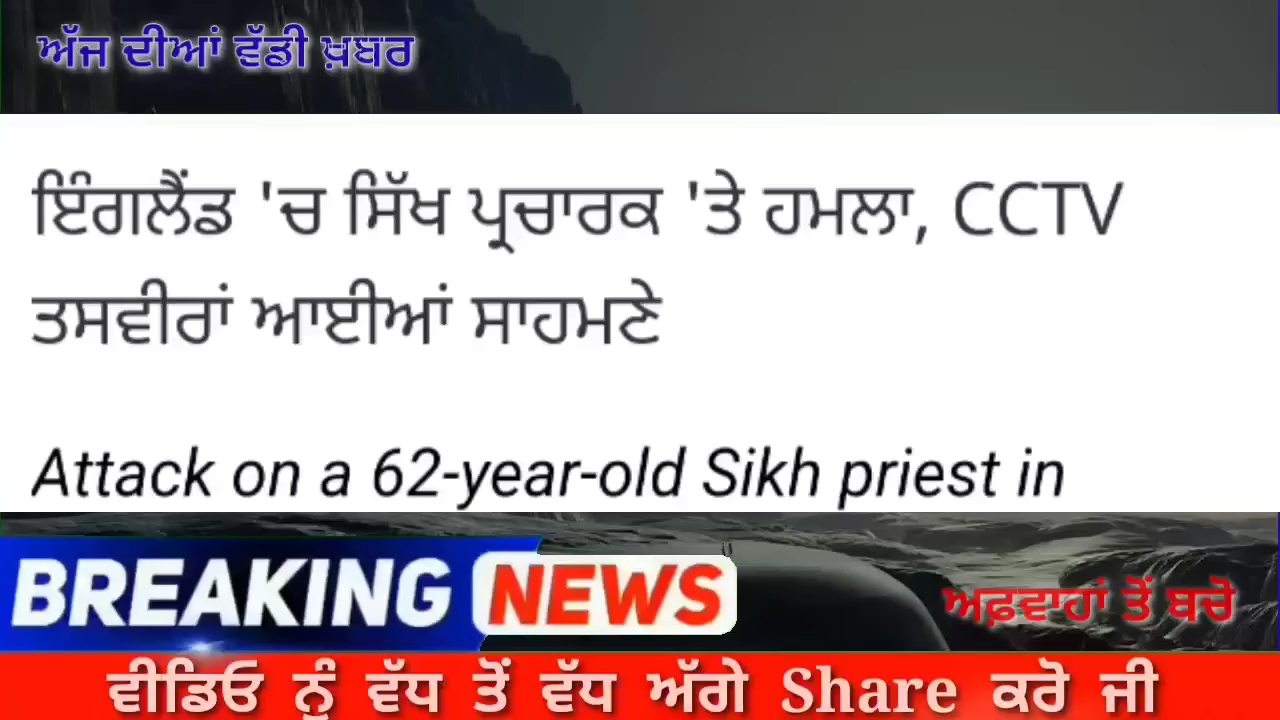 ਅੱਜ ਦੀਆਂ ਵੱਡੀ ਖ਼ਬਰ
ਇੰਗਲੈਂਡ 'ਚ ਸਿੱਖ ਪ੍ਰਚਾਰਕ 'ਤੇ ਹਮਲਾ, CCTV
ਤਸਵੀਰਾਂ ਆਈਆਂ ਸਾਹਮਣੇ
Attack on a 62-year-old Sikh priest in
BREAKING NEWS
ਅਫ਼ਵਾਹਾਂ ਤੋਂ ਬਚੋ
ਵੀਡਿਓ ਨੂੰ ਵੱਧ ਤੋਂ ਵੱਧ ਅੱਗੇ Share ਕਰੋ ਜੀ